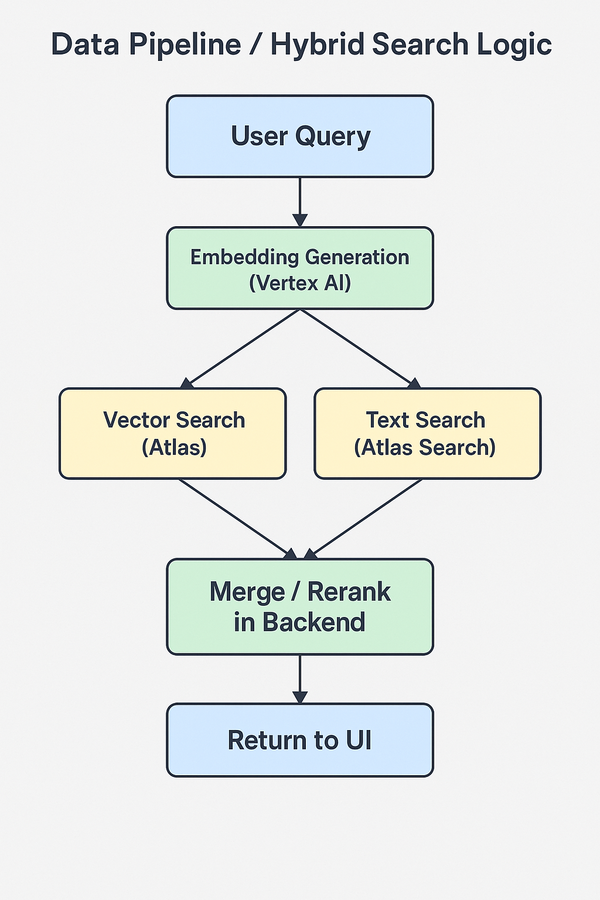 Data Pipeline / Hybrid Search Logic
User Query
Embedding Generation
(Vertex AI)
Vector Search
(Atlas)
Text Search
(Atlas Search)
Merge / Rerank
in Backend
Return to UI